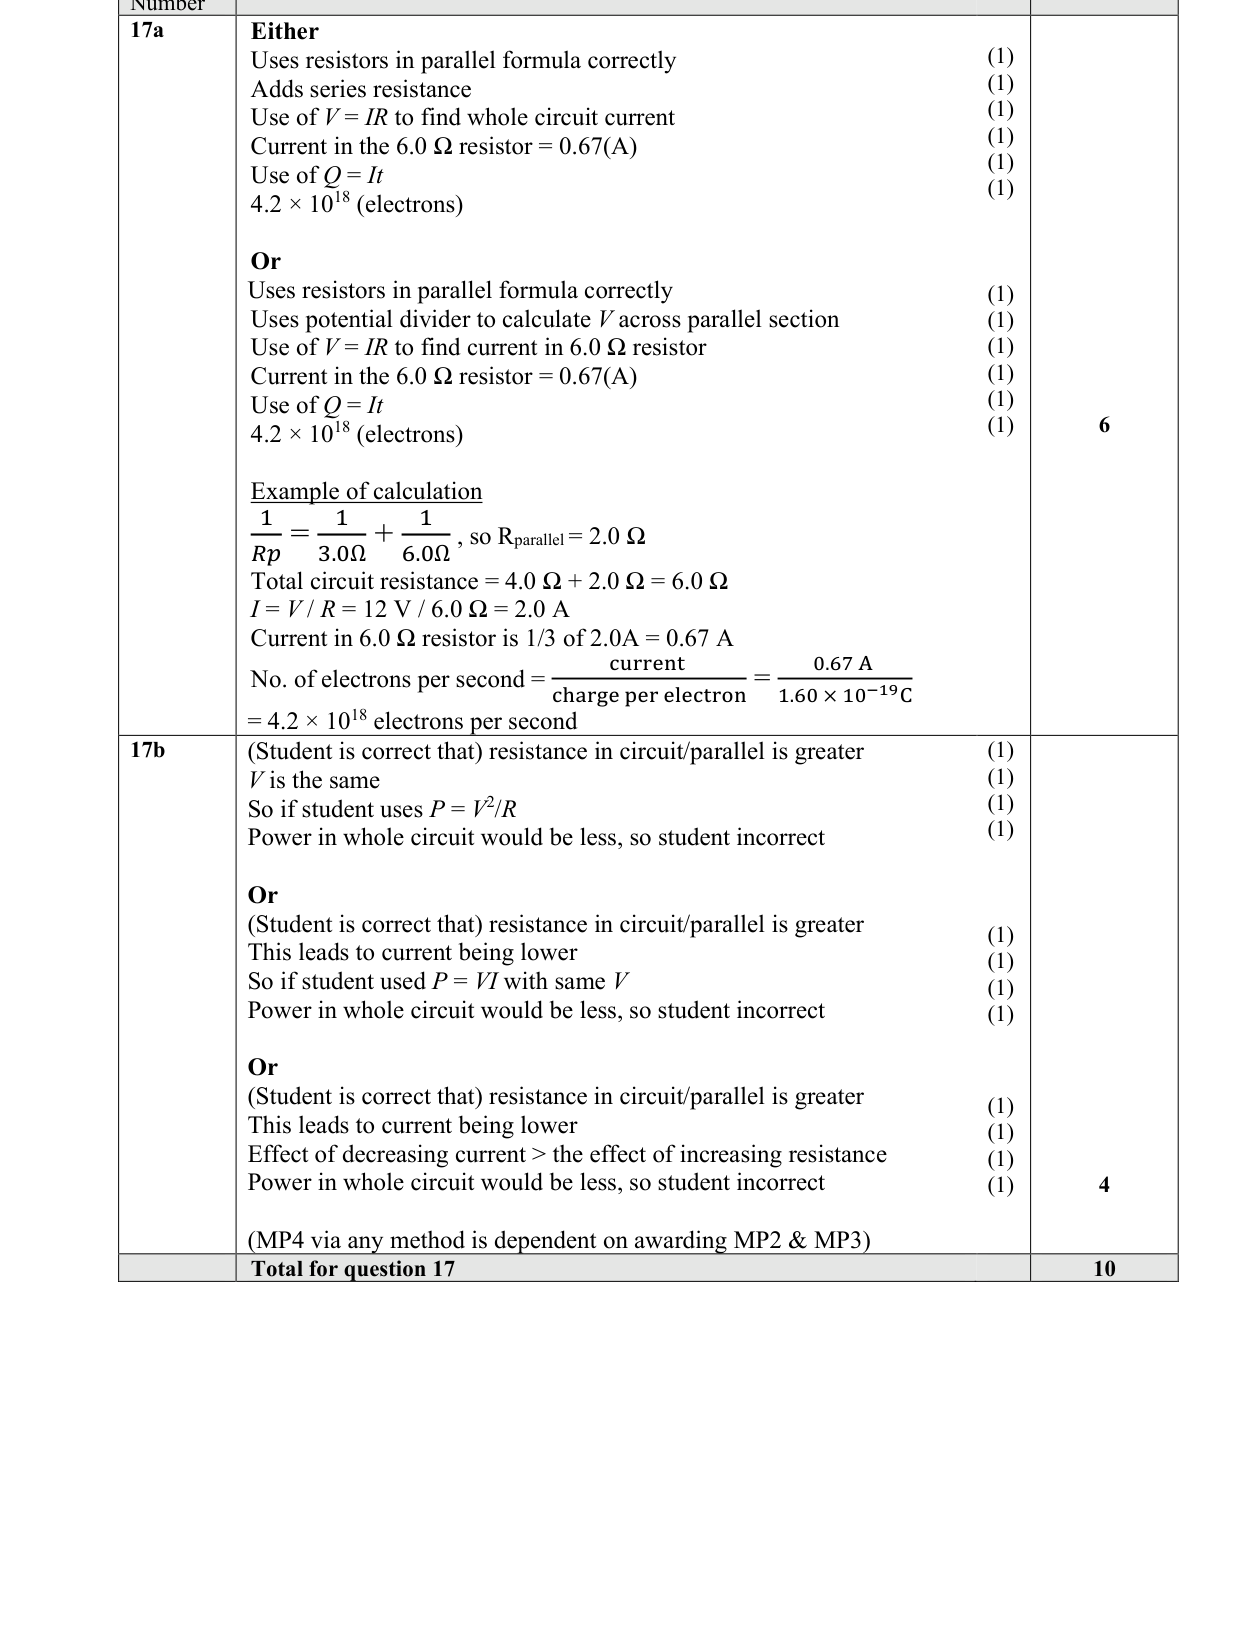 Number
17a Either
Uses resistors in parallel formula correctly (1)
Adds series resistance (1)
Use of V = IR to find whole circuit current (1)
Current in the 6.0 Ω resistor = 0.67(A) (1)
Use of Q = It (1)
4.2 × 10¹⁸ (electrons) (1)
Or
Uses resistors in parallel formula correctly (1)
Uses potential divider to calculate V across parallel section (1)
Use of V = IR to find current in 6.0 Ω resistor (1)
Current in the 6.0 Ω resistor = 0.67(A) (1)
Use of Q = It (1)
4.2 × 10¹⁸ (electrons) (1) 6
Example of calculation
1/Rp = 1/3.0Ω + 1/6.0Ω , so Rparallel = 2.0 Ω
Total circuit resistance = 4.0 Ω + 2.0 Ω = 6.0 Ω
I = V / R = 12 V / 6.0 Ω = 2.0 A
Current in 6.0 Ω resistor is 1/3 of 2.0A = 0.67 A
No. of electrons per second = current/charge per electron = 0.67 A/1.60 × 10⁻¹⁹C
= 4.2 × 10¹⁸ electrons per second
17b (Student is correct that) resistance in circuit/parallel is greater (1)
V is the same (1)
So if student uses P = V²/R (1)
Power in whole circuit would be less, so student incorrect (1)
Or
(Student is correct that) resistance in circuit/parallel is greater (1)
This leads to current being lower (1)
So if student used P = VI with same V (1)
Power in whole circuit would be less, so student incorrect (1)
Or
(Student is correct that) resistance in circuit/parallel is greater (1)
This leads to current being lower (1)
Effect of decreasing current > the effect of increasing resistance (1)
Power in whole circuit would be less, so student incorrect (1) 4
(MP4 via any method is dependent on awarding MP2 & MP3)
Total for question 17 10